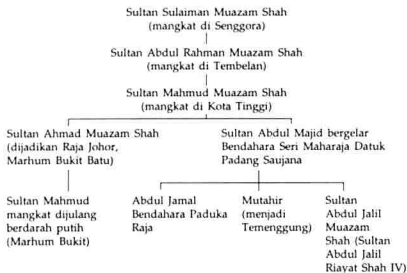 Sultan Sulaiman Muazam Shah
(mangkat di Senggora)
Sultan Abdul Rahman Muazam Shah
(mangkat di Tembelan)
Sultan Mahmud Muazam Shah
(mangkat di Kota Tinggi)
Sultan Ahmad Muazam Shah
(dijadikan Raja Johor,
Marhum Bukit Batu)
Sultan Abdul Majid bergelar
Bendahara Seri Maharaja Datuk
Padang Saujana
Sultan Mahmud
mangkat dijulang
berdarah putih
(Marhum Bukit)
Abdul Jamal
Bendahara Paduka
Raja
Mutahir
(menjadi
Temenggung)
Sultan
Abdul Jalil
Muazam
Shah (Sultan
Abdul Jalil
Riayat Shah IV)